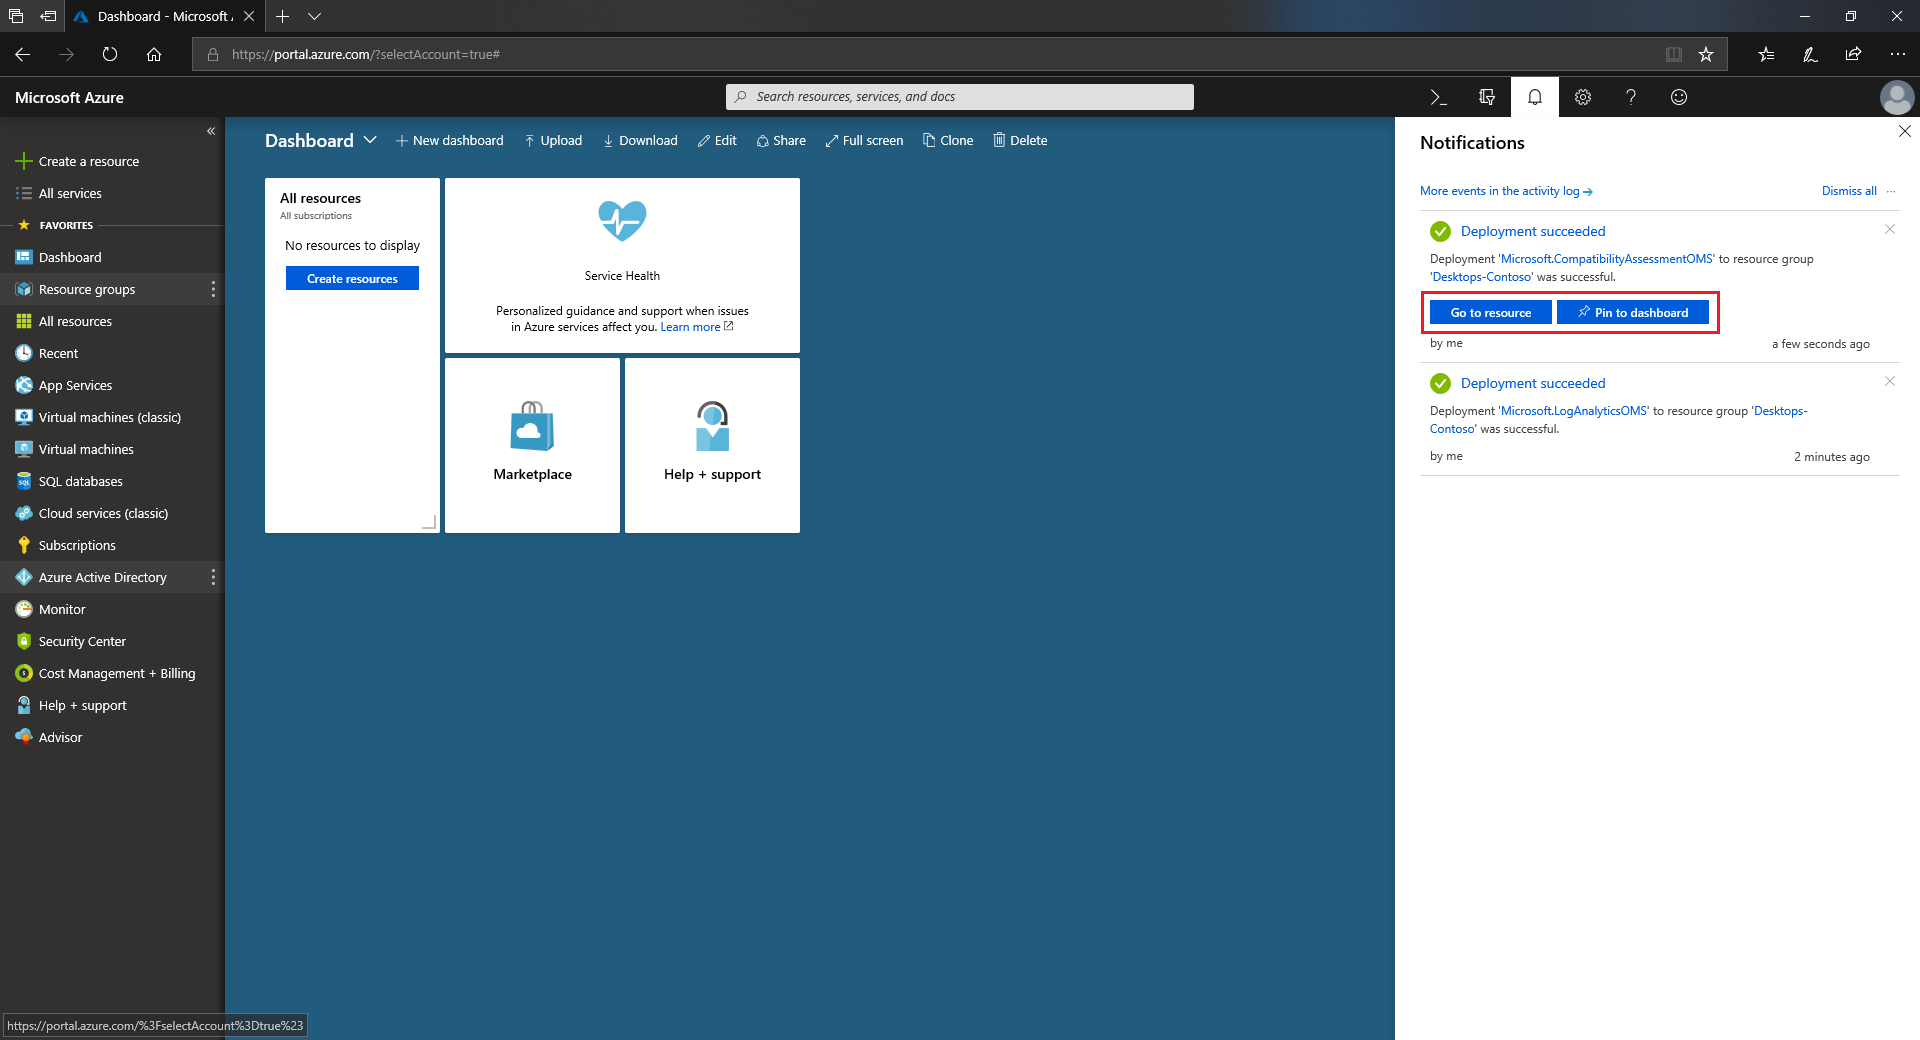 Dashboard - Microsoft A
https://portal.azure.com/?selectAccount=true#
Microsoft Azure
Search resources, services, and docs
Create a resource
All services
FAVORITES
Dashboard
Resource groups
All resources
Recent
App Services
Virtual machines (classic)
Virtual machines
SQL databases
Cloud services (classic)
Subscriptions
Azure Active Directory
Monitor
Security Center
Cost Management + Billing
Help + support
Advisor
https://portal.azure.com/%3FselectAccount%3Dtrue%23
Dashboard
New dashboard
Upload
Download
Edit
Share
Full screen
Clone
Delete
All resources
All subscriptions
No resources to display
Create resources
Service Health
Personalized guidance and support when issues
in Azure services affect you. Learn more
Marketplace
Help + support
Notifications
More events in the activity log
Dismiss all
Deployment succeeded
Deployment 'Microsoft.CompatibilityAssessmentOMS' to resource group
'Desktops-Contoso' was successful.
Go to resource
Pin to dashboard
by me
a few seconds ago
Deployment succeeded
Deployment 'Microsoft.LogAnalyticsOMS' to resource group 'Desktops-
Contoso' was successful.
by me
2 minutes ago